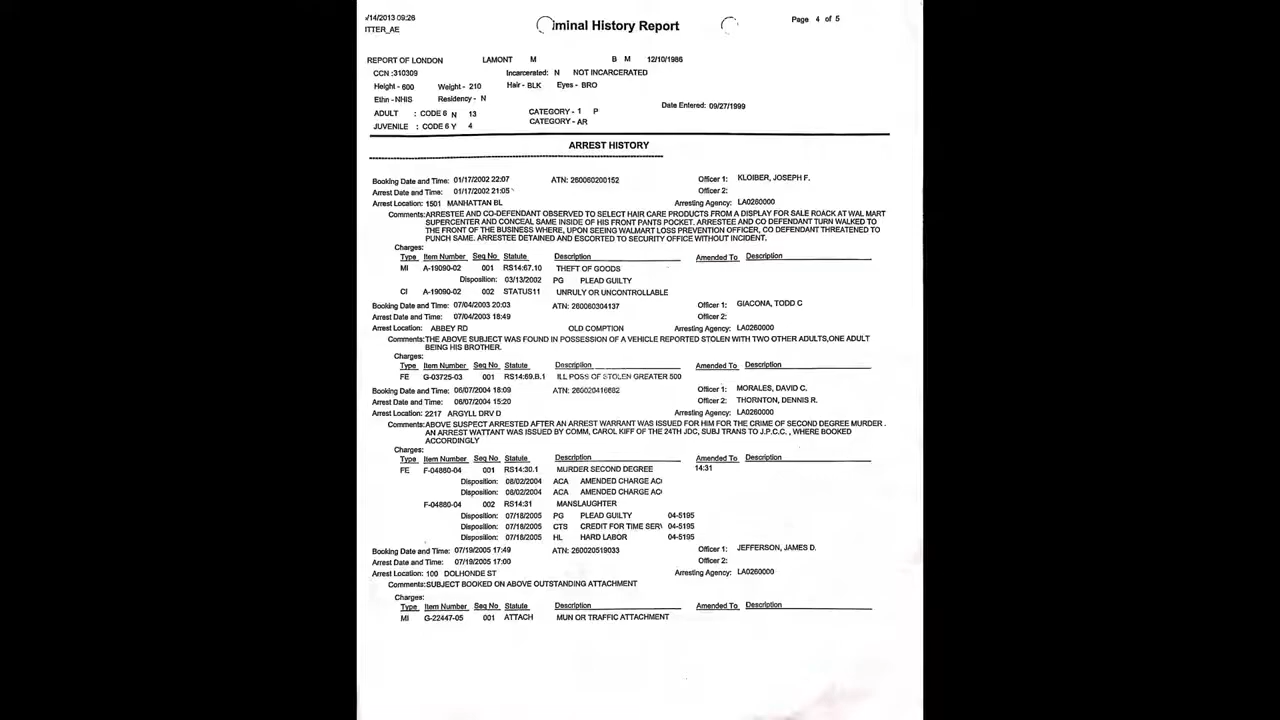 /14/2013 09:26
ITTER_AE
iminal History Report
Page 4 of 5
REPORT OF LONDON LAMONT M B M 12/10/1986
CCN :310309 Incarcerated: N NOT INCARCERATED
Height - 600 Weight - 210 Hair - BLK Eyes - BRO
Ethn - NHIS Residency - N
Date Entered: 09/27/1999
ADULT : CODE 6 N 13 CATEGORY - 1 P
JUVENILE : CODE 6 Y 4 CATEGORY - AR
ARREST HISTORY
Booking Date and Time: 01/17/2002 22:07 ATN: 260060200152 Officer 1: KLOIBER, JOSEPH F.
Arrest Date and Time: 01/17/2002 21:05 Officer 2:
Arrest Location: 1501 MANHATTAN BL Arresting Agency: LA0260000
Comments: ARRESTEE AND CO-DEFENDANT OBSERVED TO SELECT HAIR CARE PRODUCTS FROM A DISPLAY FOR SALE ROACK AT WAL MART
SUPERCENTER AND CONCEAL SAME INSIDE OF HIS FRONT PANTS POCKET. ARRESTEE AND CO DEFENDANT TURN WALKED TO
THE FRONT OF THE BUSINESS WHERE, UPON SEEING WALMART LOSS PREVENTION OFFICER, CO DEFENDANT THREATENED TO
PUNCH SAME. ARRESTEE DETAINED AND ESCORTED TO SECURITY OFFICE WITHOUT INCIDENT.
Charges:
Type Item Number Seq No Statute Description Amended To Description
MI A-19090-02 001 RS14:67.10 THEFT OF GOODS
Disposition: 03/13/2002 PG PLEAD GUILTY
CI A-19090-02 002 STATUS11 UNRULY OR UNCONTROLLABLE
Booking Date and Time: 07/04/2003 20:03 ATN: 260060304137 Officer 1: GIACONA, TODD C
Arrest Date and Time: 07/04/2003 18:49 Officer 2:
Arrest Location: ABBEY RD OLD COMPTION Arresting Agency: LA0260000
Comments: THE ABOVE SUBJECT WAS FOUND IN POSSESSION OF A VEHICLE REPORTED STOLEN WITH TWO OTHER ADULTS,ONE ADULT
BEING HIS BROTHER.
Charges:
Type Item Number Seq No Statute Description Amended To Description
FE G-03725-03 001 RS14:69.B.1 ILL POSS OF STOLEN GREATER 500
Booking Date and Time: 06/07/2004 18:09 ATN: 260020416682 Officer 1: MORALES, DAVID C.
Arrest Date and Time: 06/07/2004 15:20 Officer 2: THORNTON, DENNIS R.
Arrest Location: 2217 ARGYLL DRV D Arresting Agency: LA0260000
Comments: ABOVE SUSPECT ARRESTED AFTER AN ARREST WARRANT WAS ISSUED FOR HIM FOR THE CRIME OF SECOND DEGREE MURDER .
AN ARREST WATTANT WAS ISSUED BY COMM, CAROL KIFF OF THE 24TH JDC, SUBJ TRANS TO J.P.C.C. , WHERE BOOKED
ACCORDINGLY
Charges:
Type Item Number Seq No Statute Description Amended To Description
FE F-04880-04 001 RS14:30.1 MURDER SECOND DEGREE 14:31
Disposition: 08/02/2004 ACA AMENDED CHARGE AC
Disposition: 08/02/2004 ACA AMENDED CHARGE AC
F-04880-04 002 RS14:31 MANSLAUGHTER
Disposition: 07/18/2005 PG PLEAD GUILTY 04-5195
Disposition: 07/18/2005 CTS CREDIT FOR TIME SER 04-5195
Disposition: 07/18/2005 HL HARD LABOR 04-5195
Booking Date and Time: 07/19/2005 17:49 ATN: 260020519033 Officer 1: JEFFERSON, JAMES D.
Arrest Date and Time: 07/19/2005 17:00 Officer 2:
Arrest Location: 100 DOLHONDE ST Arresting Agency: LA0260000
Comments: SUBJECT BOOKED ON ABOVE OUTSTANDING ATTACHMENT
Charges:
Type Item Number Seq No Statute Description Amended To Description
MI G-22447-05 001 ATTACH MUN OR TRAFFIC ATTACHMENT